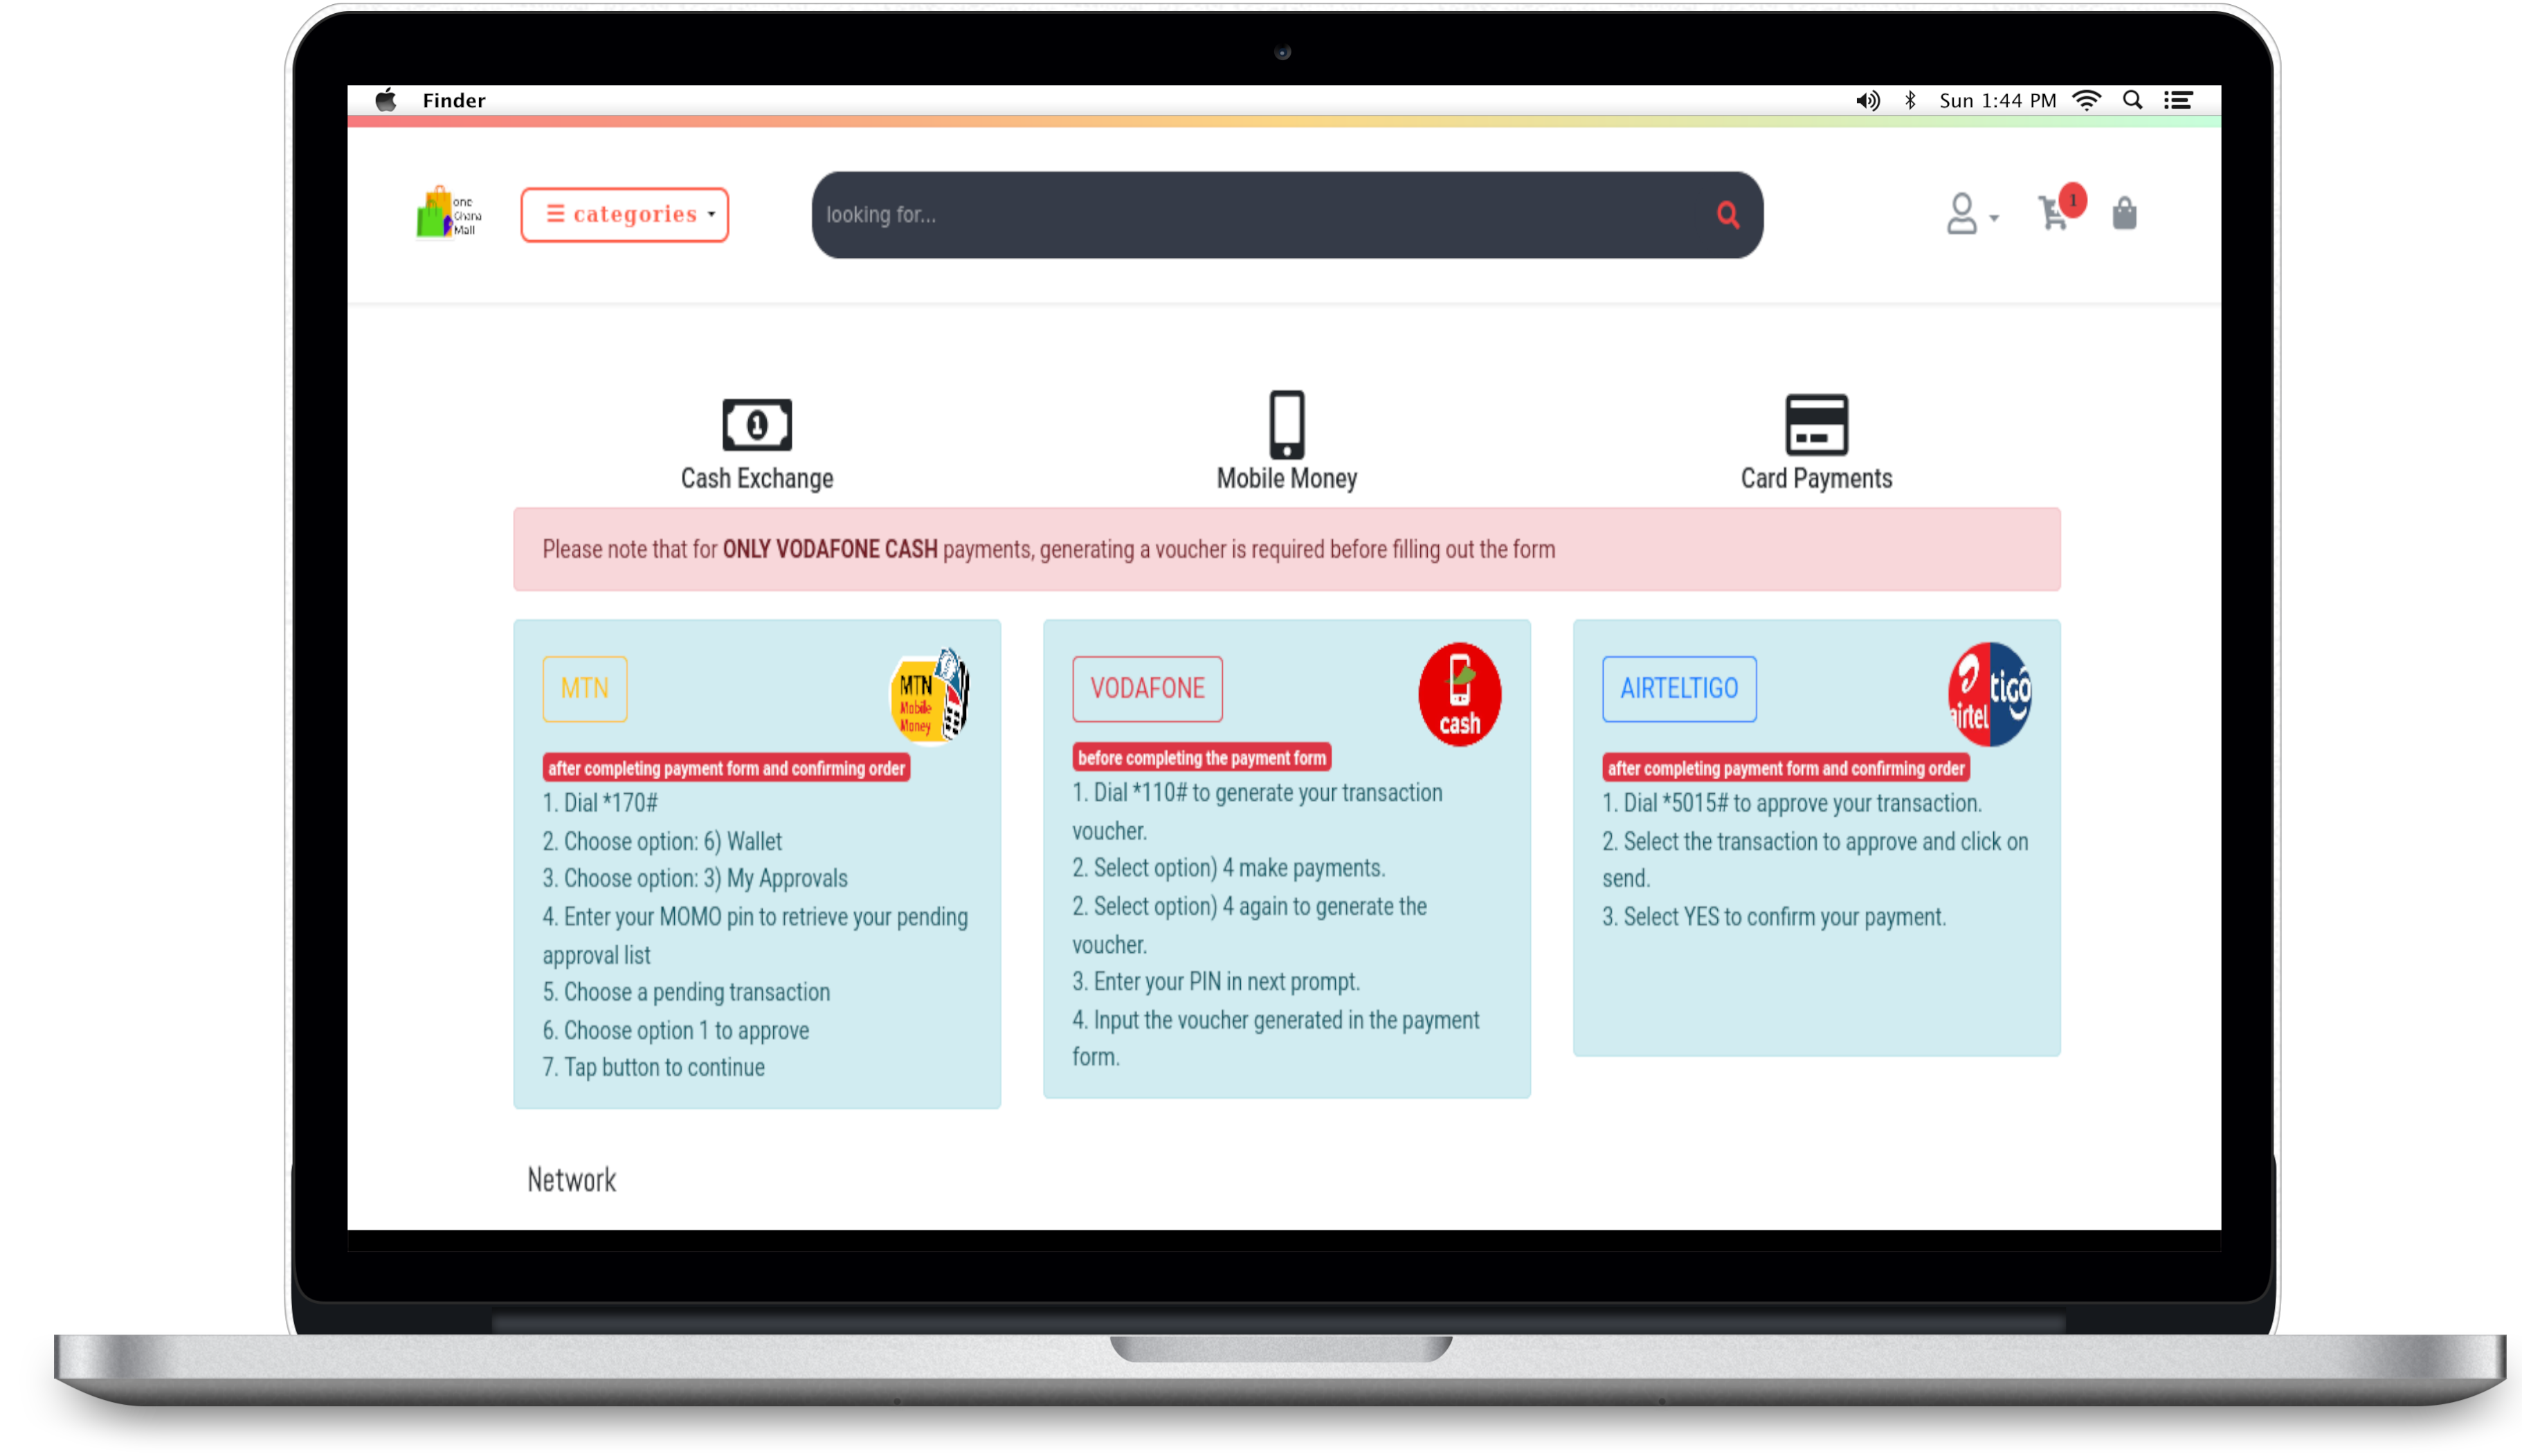 Finder
Sun 1:44 PM
one
Ghana
Mall
categories
looking for...
1
1
Cash Exchange
Mobile Money
Card Payments
Please note that for ONLY VODAFONE CASH payments, generating a voucher is required before filling out the form
MTN
MTN
Mobile
Money
after completing payment form and confirming order
1. Dial *170#
2. Choose option: 6) Wallet
3. Choose option: 3) My Approvals
4. Enter your MOMO pin to retrieve your pending
approval list
5. Choose a pending transaction
6. Choose option 1 to approve
7. Tap button to continue
VODAFONE
cash
before completing the payment form
1. Dial *110# to generate your transaction
voucher.
2. Select option) 4 make payments.
2. Select option) 4 again to generate the
voucher.
3. Enter your PIN in next prompt.
4. Input the voucher generated in the payment
form.
AIRTELTIGO
airtel
tiGO
after completing payment form and confirming order
1. Dial *5015# to approve your transaction.
2. Select the transaction to approve and click on
send.
3. Select YES to confirm your payment.
Network